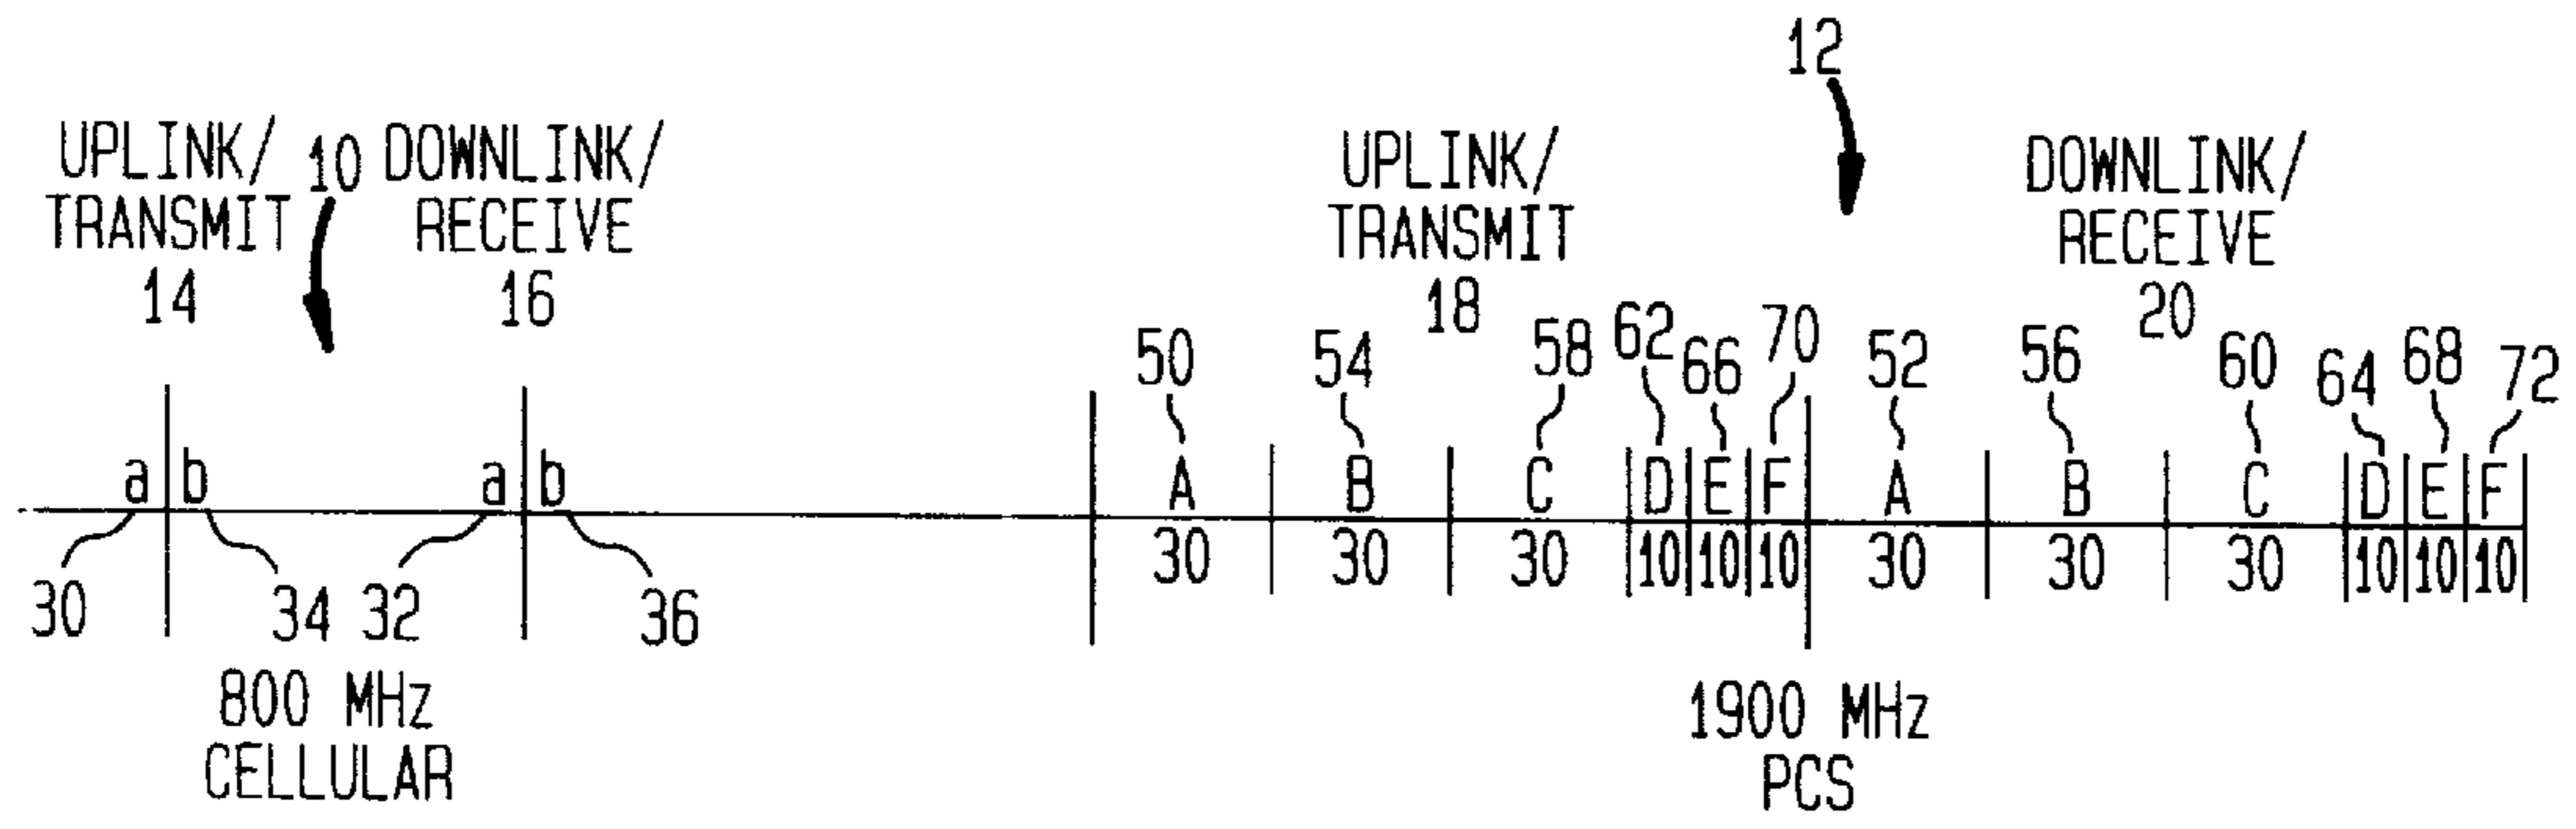 12
UPLINK/ 10 DOWNLINK/ UPLINK/ DOWNLINK/
TRANSMIT RECEIVE TRANSMIT RECEIVE
14 16 18 20
50 54 58 62 66 70 52 56 60 64 68 72
a b a b A B C D E F A B C D E F
30 30 30 10 10 10 30 30 30 10 10 10
30 34 32 36
800 MHz 1900 MHz
CELLULAR PCS